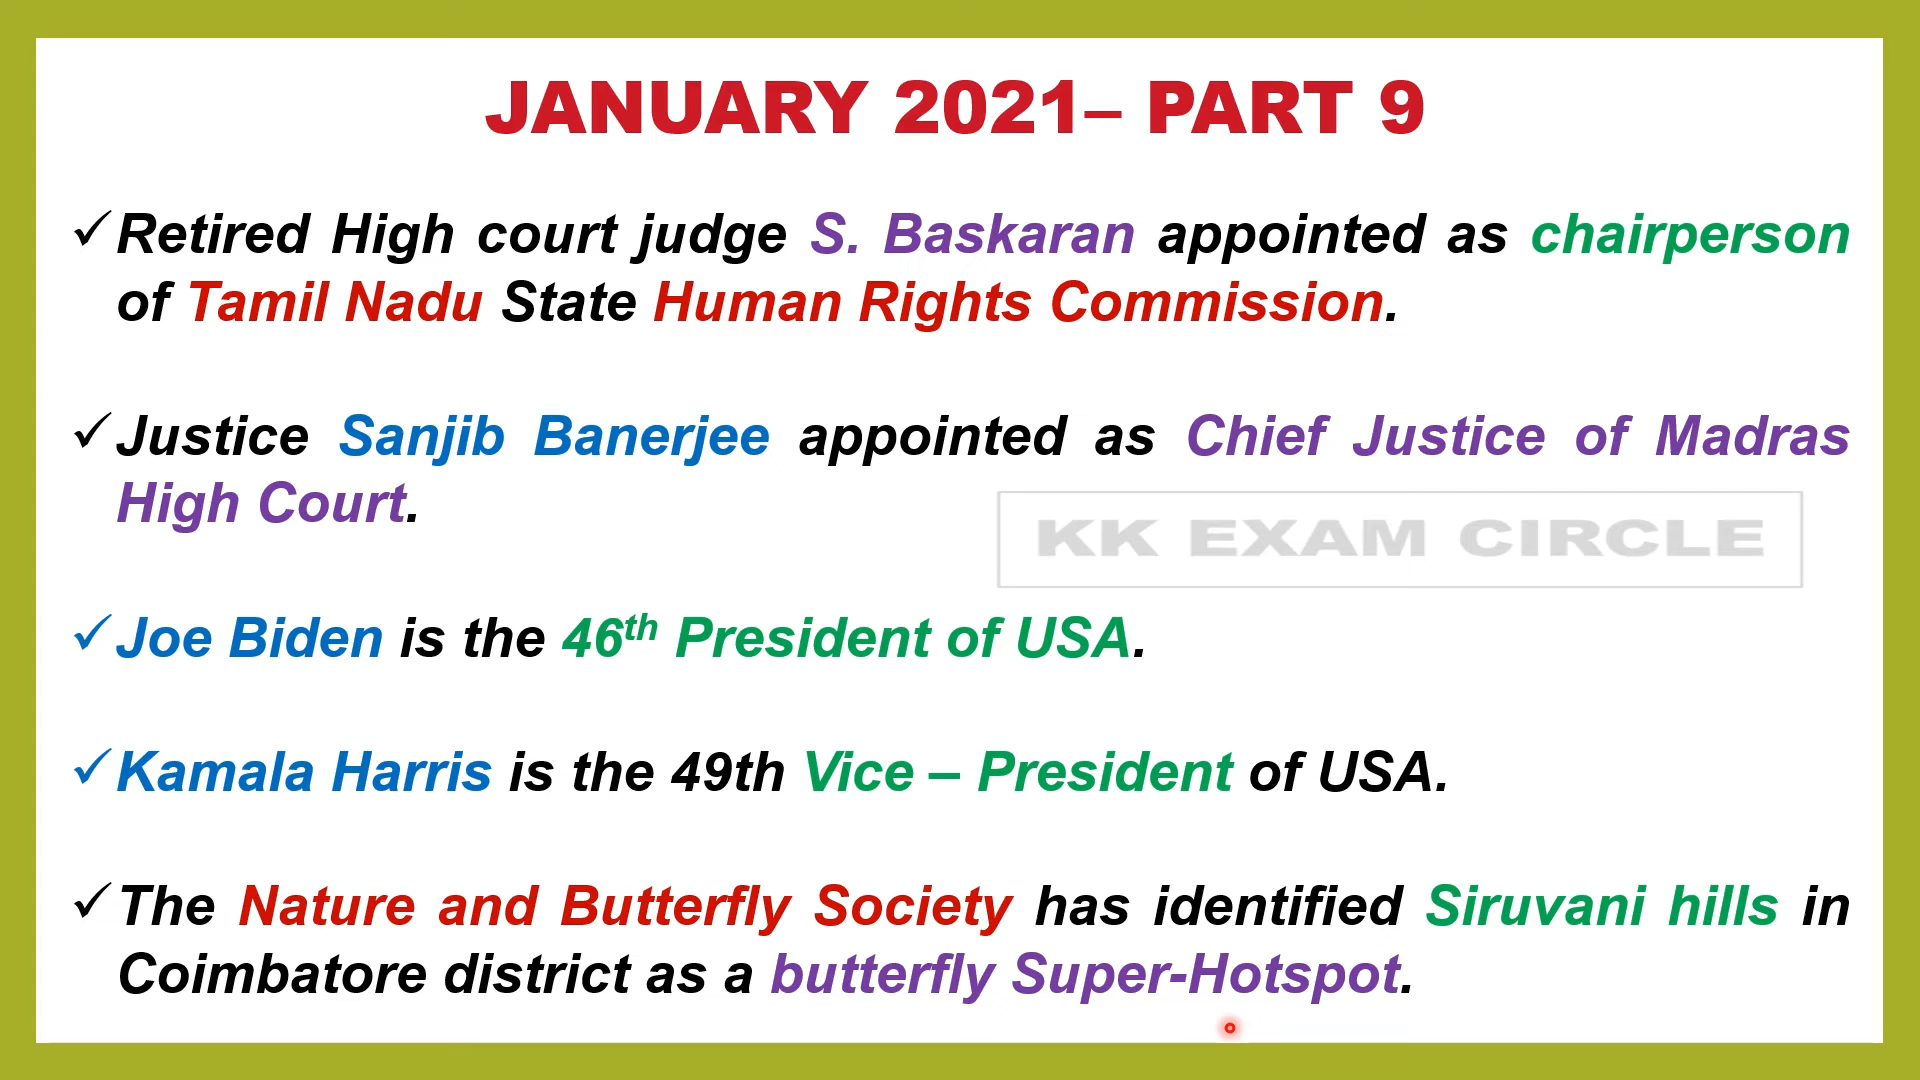 JANUARY 2021– PART 9
✓Retired High court judge S. Baskaran appointed as chairperson
of Tamil Nadu State Human Rights Commission.
✓Justice Sanjib Banerjee appointed as Chief Justice of Madras
High Court.
KK EXAM CIRCLE
✓Joe Biden is the 46th President of USA.
✓Kamala Harris is the 49th Vice – President of USA.
✓The Nature and Butterfly Society has identified Siruvani hills in
Coimbatore district as a butterfly Super-Hotspot.